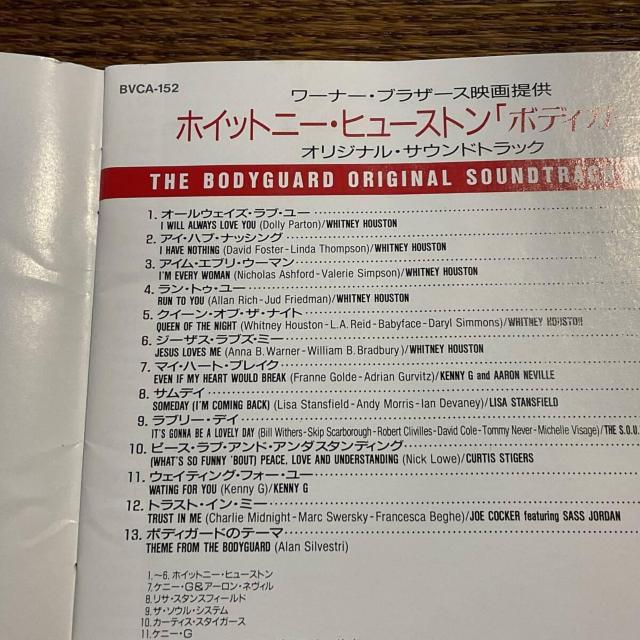 BVCA-152
ワーナー・ブラザース映画提供
ホイットニー・ヒューストン「ボディガ
オリジナル・サウンドトラック
THE BODYGUARD ORIGINAL SOUNDTRACK
1. オールウェイズ・ラブ・ユー
I WILL ALWAYS LOVE YOU (Dolly Parton)/WHITNEY HOUSTON
2. アイ・ハブ・ナッシング
I HAVE NOTHING (David Foster-Linda Thompson)/WHITNEY HOUSTON
3. アイム・エブリ・ウーマン
I'M EVERY WOMAN (Nicholas Ashford-Valerie Simpson)/WHITNEY HOUSTON
4. ラン・トゥ・ユー
RUN TO YOU (Allan Rich-Jud Friedman)/WHITNEY HOUSTON
5. クイーン・オブ・ザ・ナイト
QUEEN OF THE NIGHT (Whitney Houston-L.A.Reid-Babyface-Daryl Simmons)/WHITNEY HOUSTON
6. ジーザス・ラブズ・ミー
JESUS LOVES ME (Anna B.Warner-William B.Bradbury)/WHITNEY HOUSTON
7. マイ・ハート・ブレイク
EVEN IF MY HEART WOULD BREAK (Franne Golde-Adrian Gurvitz)/KENNY G and AARON NEVILLE
8. サムデイ
SOMEDAY (I'M COMING BACK) (Lisa Stansfield-Andy Morris-Ian Devaney)/LISA STANSFIELD
9. ラブリー・デイ
IT'S GONNA BE A LOVELY DAY (Bill Withers-Skip Scarborough-Robert Clivilles-David Cole-Tommy Never-Michelle Visage)/THE S.O.U.
10. ピース・ラブ・アンド・アンダスタンディング
(WHAT'S SO FUNNY 'BOUT) PEACE, LOVE AND UNDERSTANDING (Nick Lowe)/CURTIS STIGERS
11. ウェイティング・フォー・ユー
WATING FOR YOU (Kenny G)/KENNY G
12. トラスト・イン・ミー
TRUST IN ME (Charlie Midnight-Marc Swersky-Francesca Beghe)/JOE COCKER featuring SASS JORDAN
13. ボディガードのテーマ
THEME FROM THE BODYGUARD (Alan Silvestri)
1.〜6. ホイットニー・ヒューストン
7.ケニー・G&アーロン・ネヴィル
8.リサ・スタンスフィールド
9.ザ・ソウル・システム
10.カーティス・スタイガース
11.ケニー・G